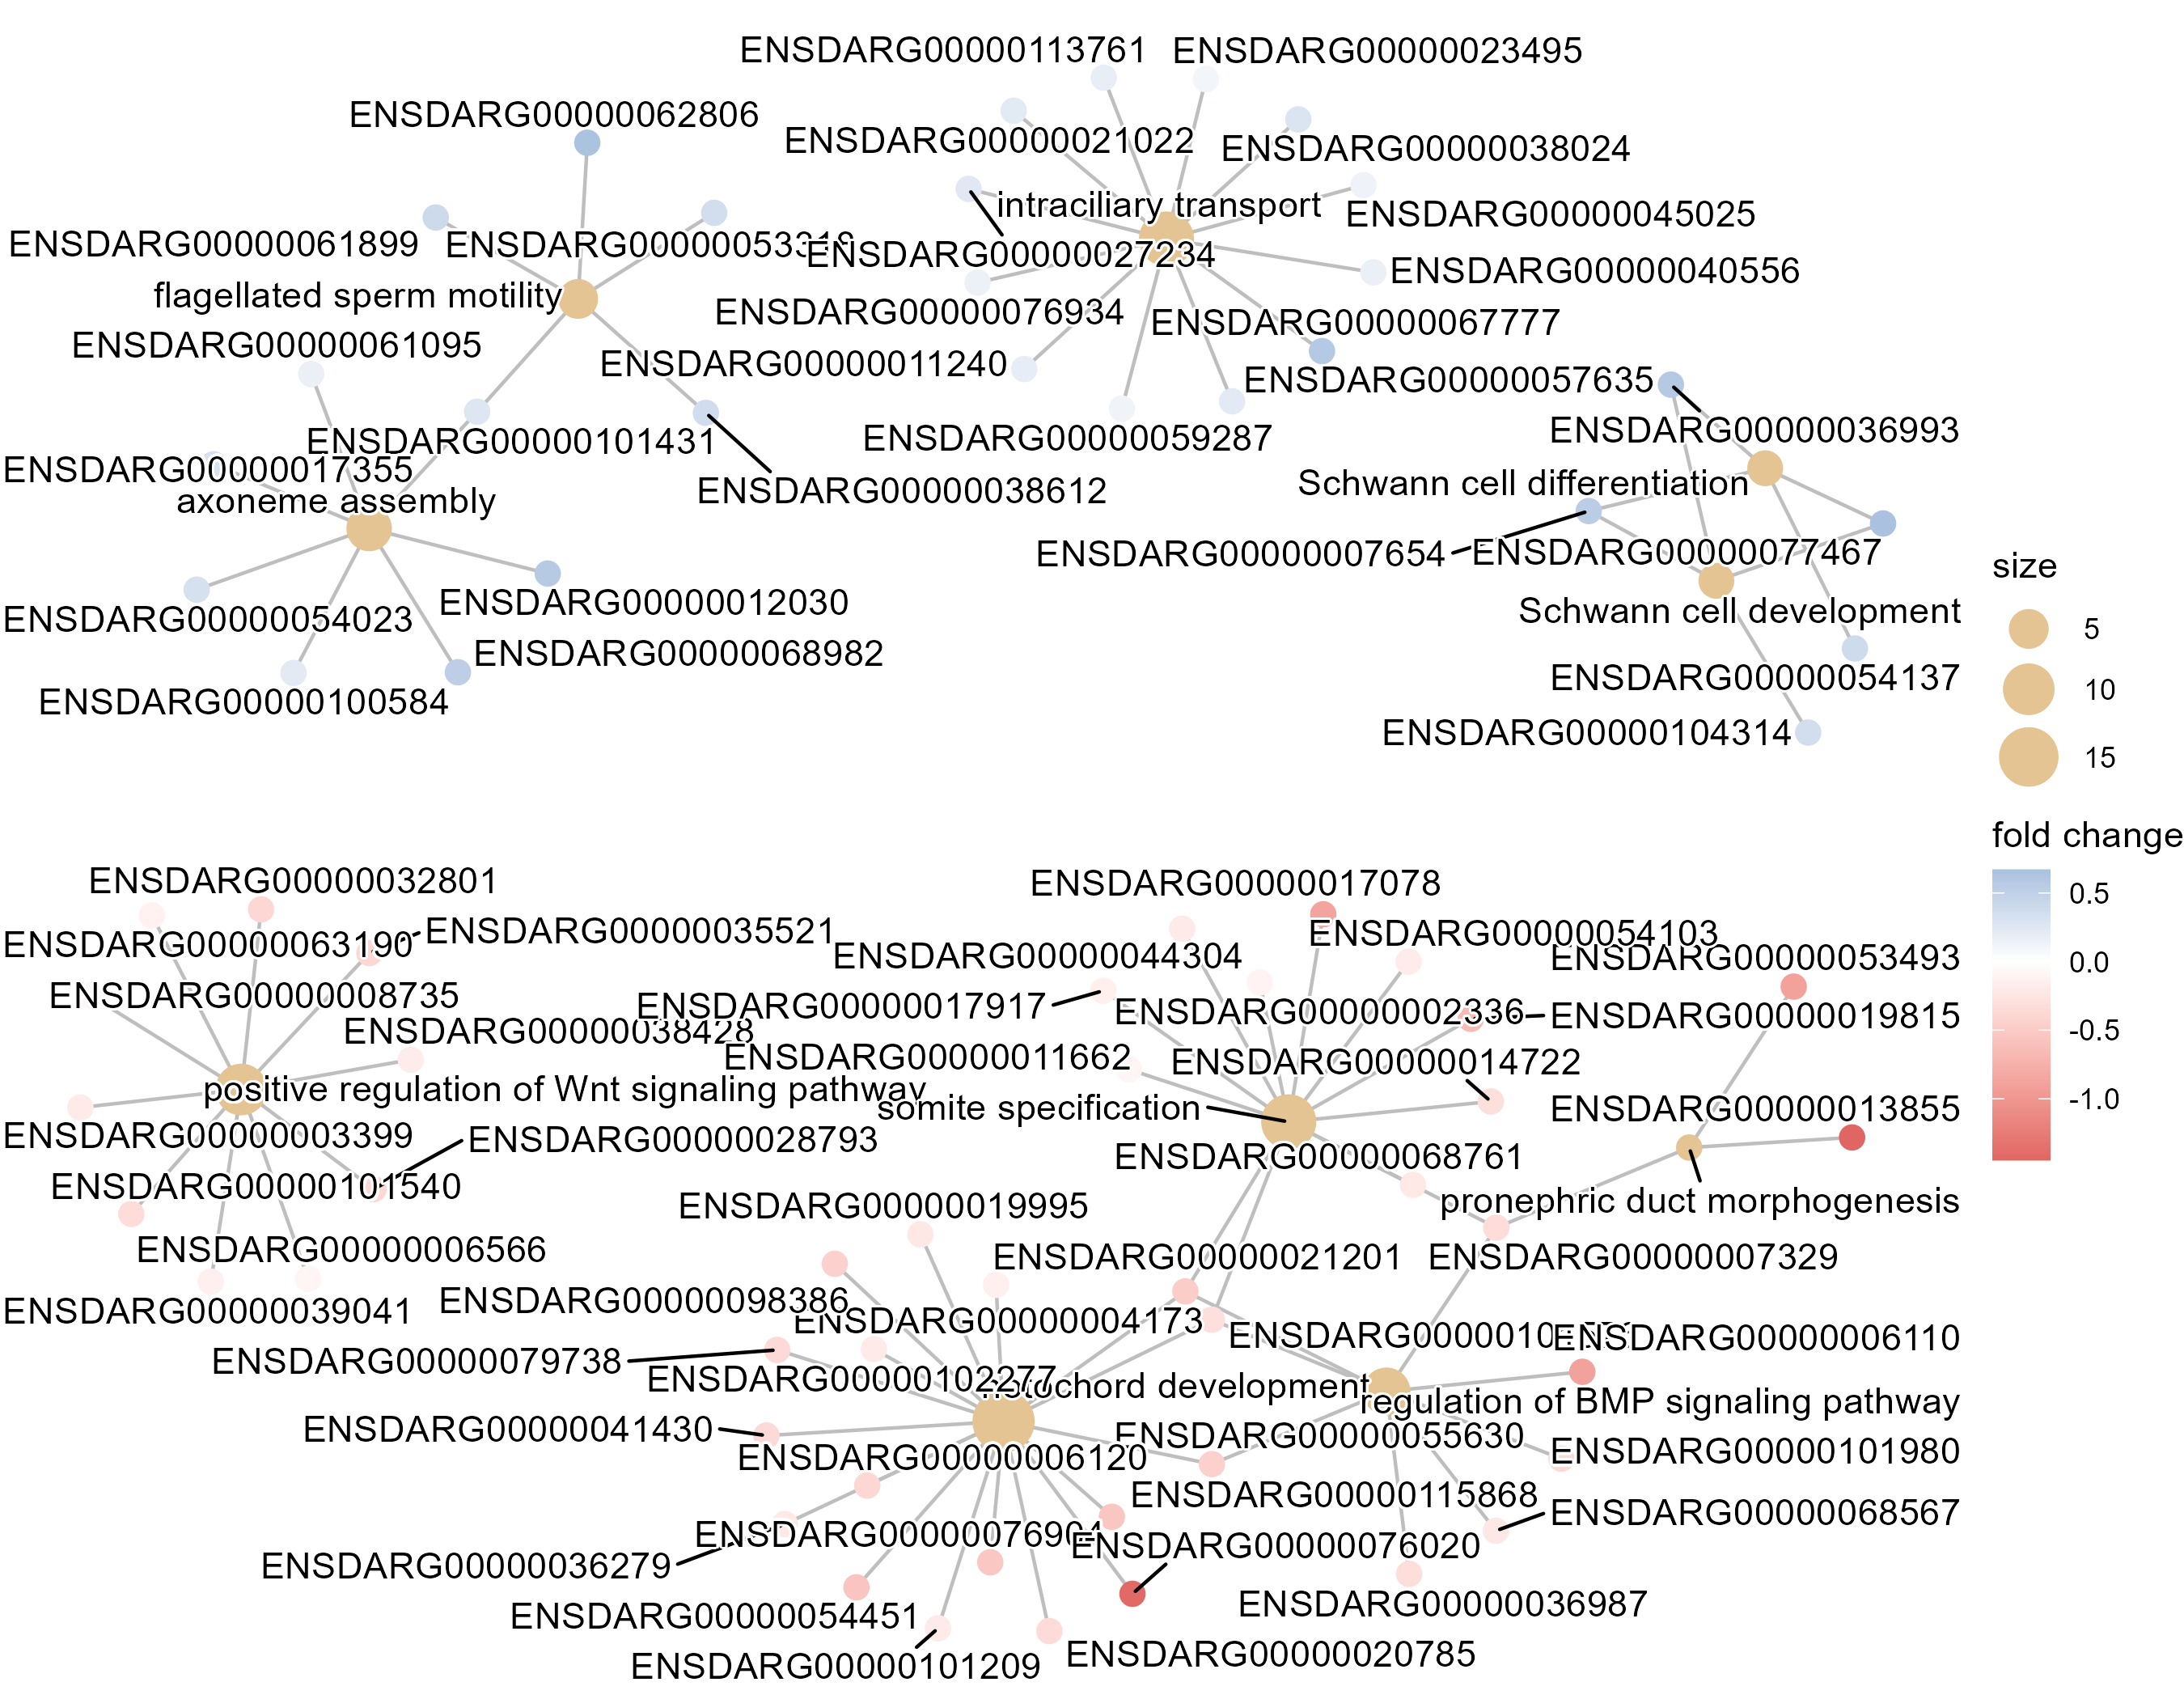 ENSDARG00000113761
ENSDARG00000023495
ENSDARG00000062806
ENSDARG00000021022
ENSDARG00000038024
intraciliary transport
ENSDARG00000045025
ENSDARG00000061899
ENSDARG00000027234
ENSDARG00000040556
flagellated sperm motility
ENSDARG00000076934
ENSDARG00000067777
ENSDARG00000061095
ENSDARG00000011240
ENSDARG00000057635
ENSDARG00000036993
ENSDARG00000101431
ENSDARG00000059287
ENSDARG00000017355
Schwann cell differentiation
ENSDARG00000038612
axoneme assembly
ENSDARG00000007654
ENSDARG00000077467
ENSDARG00000012030
ENSDARG00000054023
Schwann cell development
ENSDARG00000068982
ENSDARG00000054137
ENSDARG00000100584
ENSDARG00000104314
size
5
10
15
fold change
0.5
0.0
-0.5
-1.0
ENSDARG00000032801
ENSDARG00000017078
ENSDARG00000063190
ENSDARG00000035521
ENSDARG00000054103
ENSDARG00000044304
ENSDARG00000053493
ENSDARG00000008735
ENSDARG00000017917
ENSDARG00000002336
ENSDARG00000019815
ENSDARG00000038428
ENSDARG00000011662
ENSDARG00000014722
positive regulation of Wnt signaling pathway
somite specification
ENSDARG00000013855
ENSDARG00000003399
ENSDARG00000028793
ENSDARG00000068761
ENSDARG00000101540
pronephric duct morphogenesis
ENSDARG00000019995
ENSDARG00000006566
ENSDARG00000021201
ENSDARG00000007329
ENSDARG00000039041
ENSDARG00000098386
ENSDARG00000004173
ENSDARG00000006110
ENSDARG00000079738
ENSDARG00000102277
notochord development
regulation of BMP signaling pathway
ENSDARG00000041430
ENSDARG00000055630
ENSDARG00000006120
ENSDARG00000101980
ENSDARG00000115868
ENSDARG00000068567
ENSDARG00000076020
ENSDARG00000036279
ENSDARG00000036987
ENSDARG00000054451
ENSDARG00000020785
ENSDARG00000101209